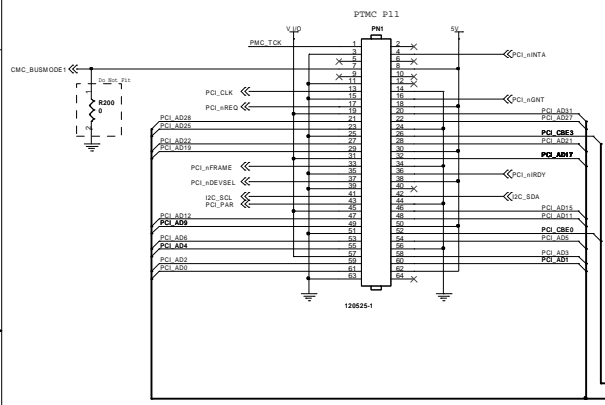 PTMC P11
V_I/O
PN1
5V
PMC_TCK
1
2
3
4
PCI_nINTA
5
6
CMC_BUSMODE1
7
8
Do Not Fit
9
10
11
12
PCI_CLK
13
14
1
R200
0
2
15
16
PCI_nGNT
PCI_nREQ
17
18
19
20
PCI_AD31
PCI_AD28
21
22
PCI_AD27
PCI_AD25
23
24
25
26
PCI_CBE3
PCI_AD22
27
28
PCI_AD21
PCI_AD19
29
30
31
32
PCI_AD17
PCI_nFRAME
33
34
35
36
PCI_nIRDY
PCI_nDEVSEL
37
38
39
40
I2C_SCL
41
42
I2C_SDA
PCI_PAR
43
44
45
46
PCI_AD15
PCI_AD12
47
48
PCI_AD11
PCI_AD9
49
50
51
52
PCI_CBE0
PCI_AD6
53
54
PCI_AD5
PCI_AD4
55
56
57
58
PCI_AD3
PCI_AD2
59
60
PCI_AD1
PCI_AD0
61
62
63
64
120525-1